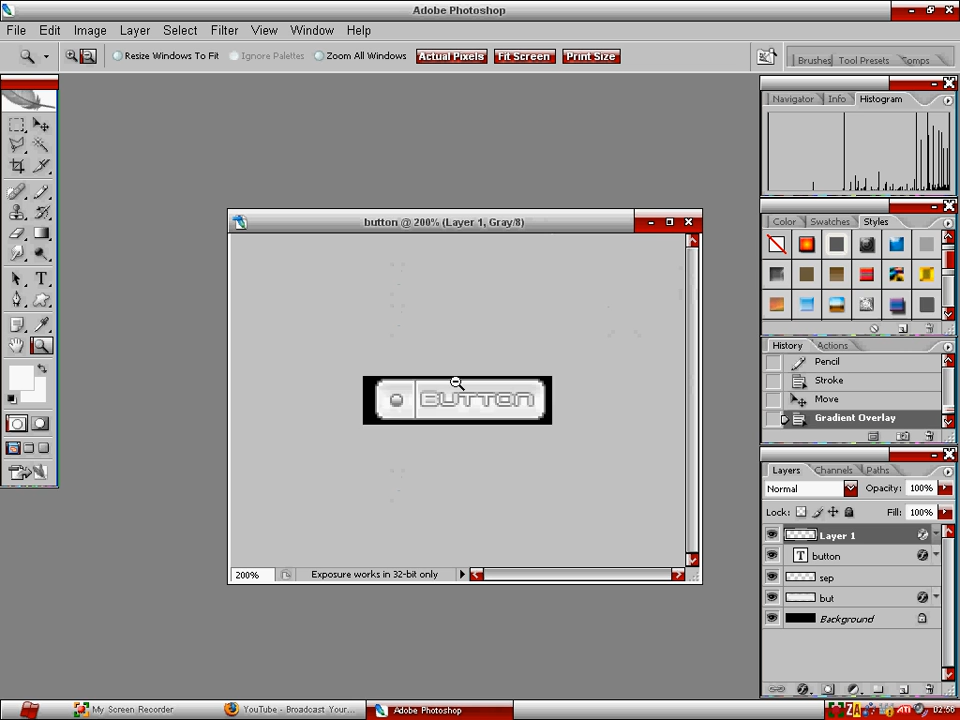 Adobe Photoshop
File Edit Image Layer Select Filter View Window Help
Resize Windows To Fit Ignore Palettes Zoom All Windows Actual Pixels Fit Screen Print Size
Brushes Tool Presets Comps
Navigator Info Histogram
button @ 200% (Layer 1, Gray/8)
Color Swatches Styles
BUTTON
History Actions
Pencil
Stroke
Move
Gradient Overlay
Layers Channels Paths
Normal Opacity: 100%
Lock: Fill: 100%
Layer 1
T button
sep
but
Background
200% Exposure works in 32-bit only
My Screen Recorder YouTube - Broadcast Your... Adobe Photoshop 02:56